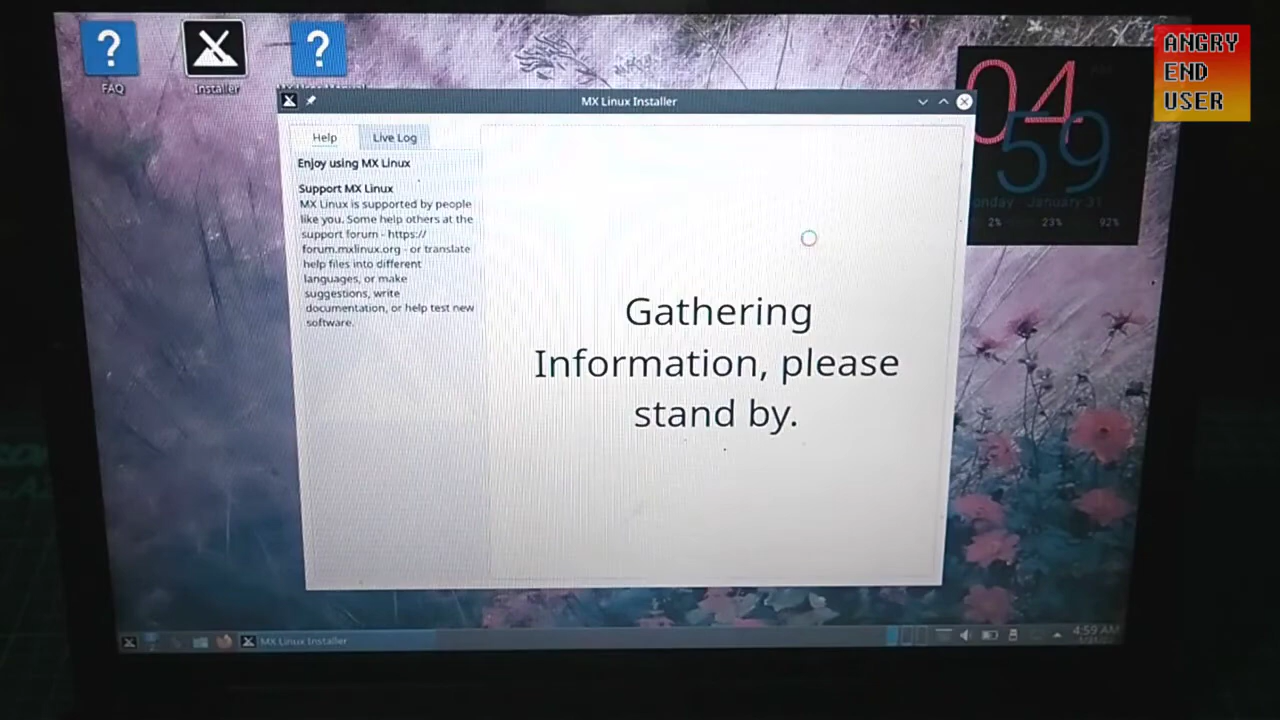 ANGRY
END
USER
FAQ
Installer
MX Linux Installer
04
59
January 31
2% 23% 92%
Help Live Log
Enjoy using MX Linux
Support MX Linux
MX Linux is supported by people
like you. Some help others at the
support forum - https://
forum.mxlinux.org - or translate
help files into different
languages, or make
suggestions, write
documentation, or help test new
software.
Gathering
Information, please
stand by.
MX Linux Installer
4:59 AM